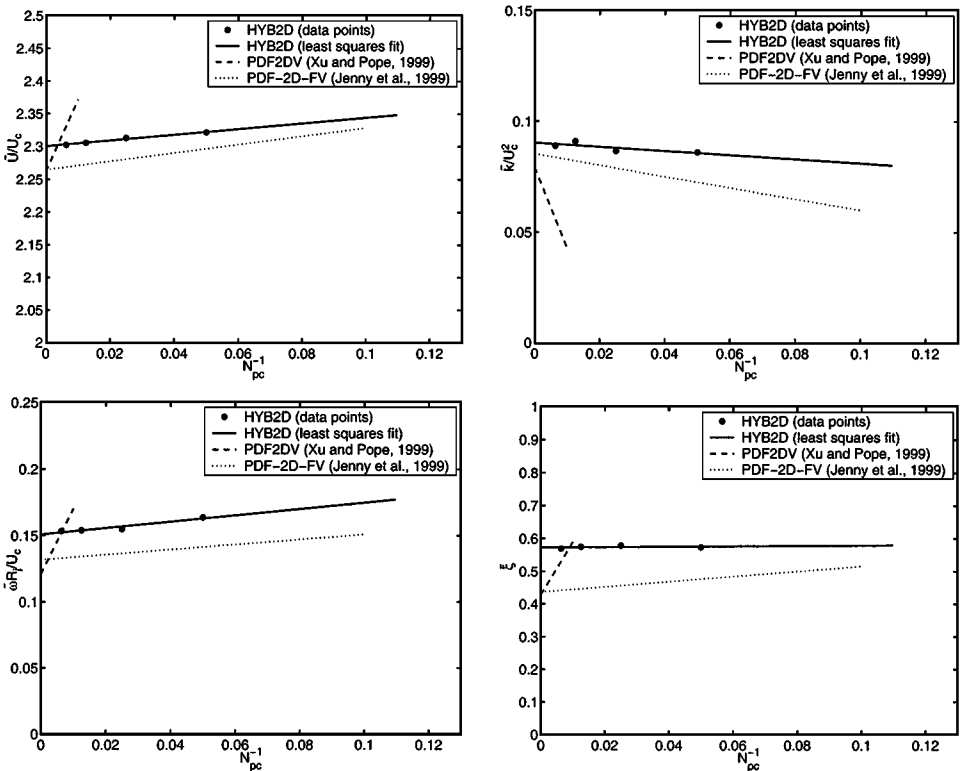 2.5
2.45
2.4
2.35
2.3
2.25
2.2
2.15
2.1
2.05
2
Ũ/U_c
HYB2D (data points)
HYB2D (least squares fit)
PDF2DV (Xu and Pope, 1999)
PDF-2D-FV (Jenny et al., 1999)
0 0.02 0.04 0.06 0.08 0.1 0.12
N_pc^-1
0.15
0.1
0.05
0
k̃/U_c^2
HYB2D (data points)
HYB2D (least squares fit)
PDF2DV (Xu and Pope, 1999)
PDF-2D-FV (Jenny et al., 1999)
0 0.02 0.04 0.06 0.08 0.1 0.12
N_pc^-1
0.25
0.2
0.15
0.1
0.05
0
ω̃R_j/U_c
HYB2D (data points)
HYB2D (least squares fit)
PDF2DV (Xu and Pope, 1999)
PDF-2D-FV (Jenny et al., 1999)
0 0.02 0.04 0.06 0.08 0.1 0.12
N_pc^-1
1
0.9
0.8
0.7
0.6
0.5
0.4
0.3
0.2
0.1
0
ξ
HYB2D (data points)
HYB2D (least squares fit)
PDF2DV (Xu and Pope, 1999)
PDF-2D-FV (Jenny et al., 1999)
0 0.02 0.04 0.06 0.08 0.1 0.12
N_pc^-1